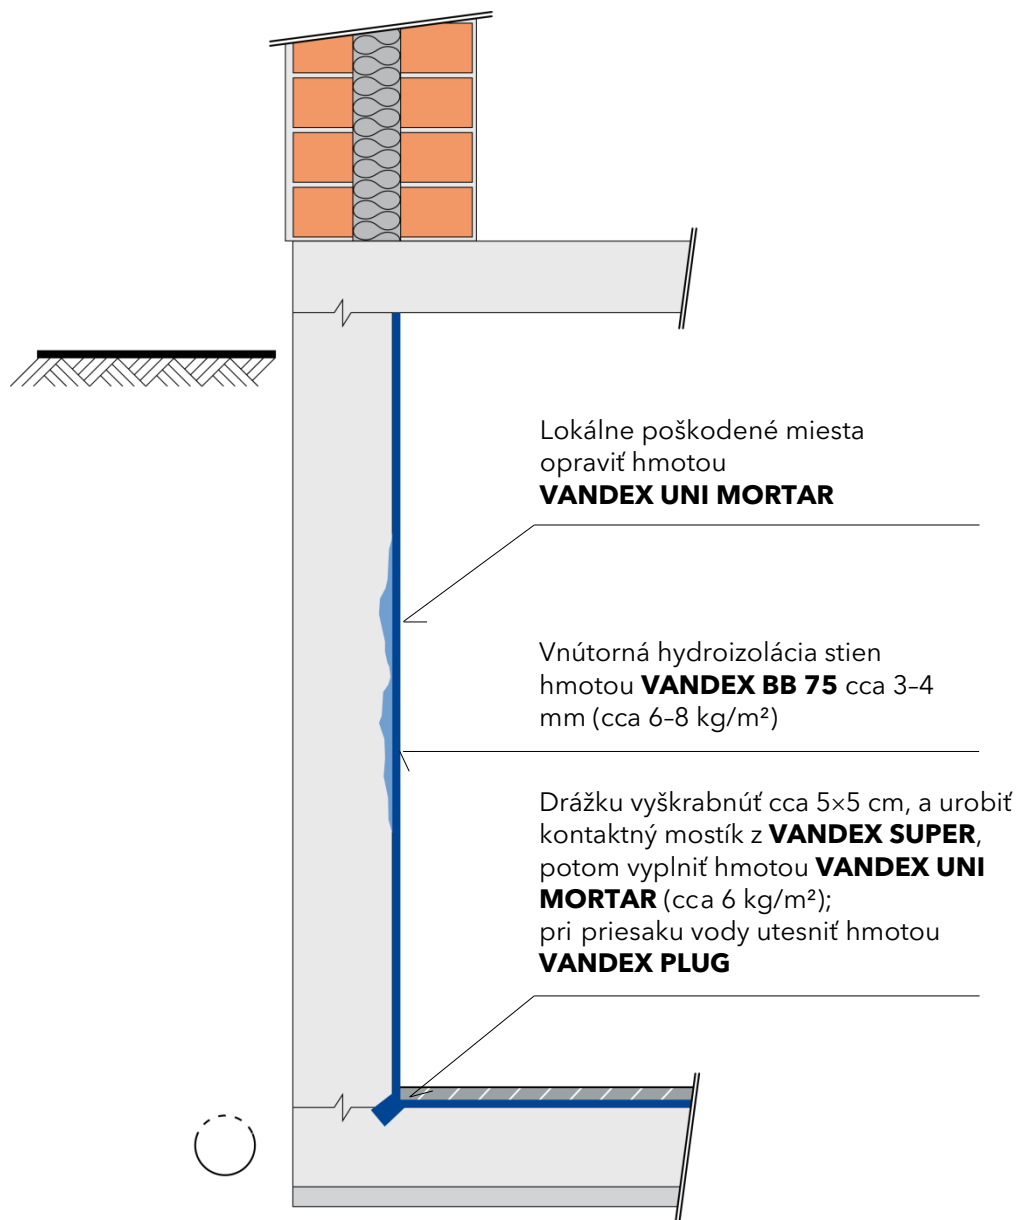 Lokálne poškodené miesta
opraviť hmotou
VANDEX UNI MORTAR
Vnútorná hydroizolácia stien
hmotou VANDEX BB 75 cca 3–4
mm (cca 6–8 kg/m²)
Drážku vyškrabnúť cca 5×5 cm, a urobiť
kontaktný mostík z VANDEX SUPER,
potom vyplniť hmotou VANDEX UNI
MORTAR (cca 6 kg/m²);
pri priesaku vody utesniť hmotou
VANDEX PLUG